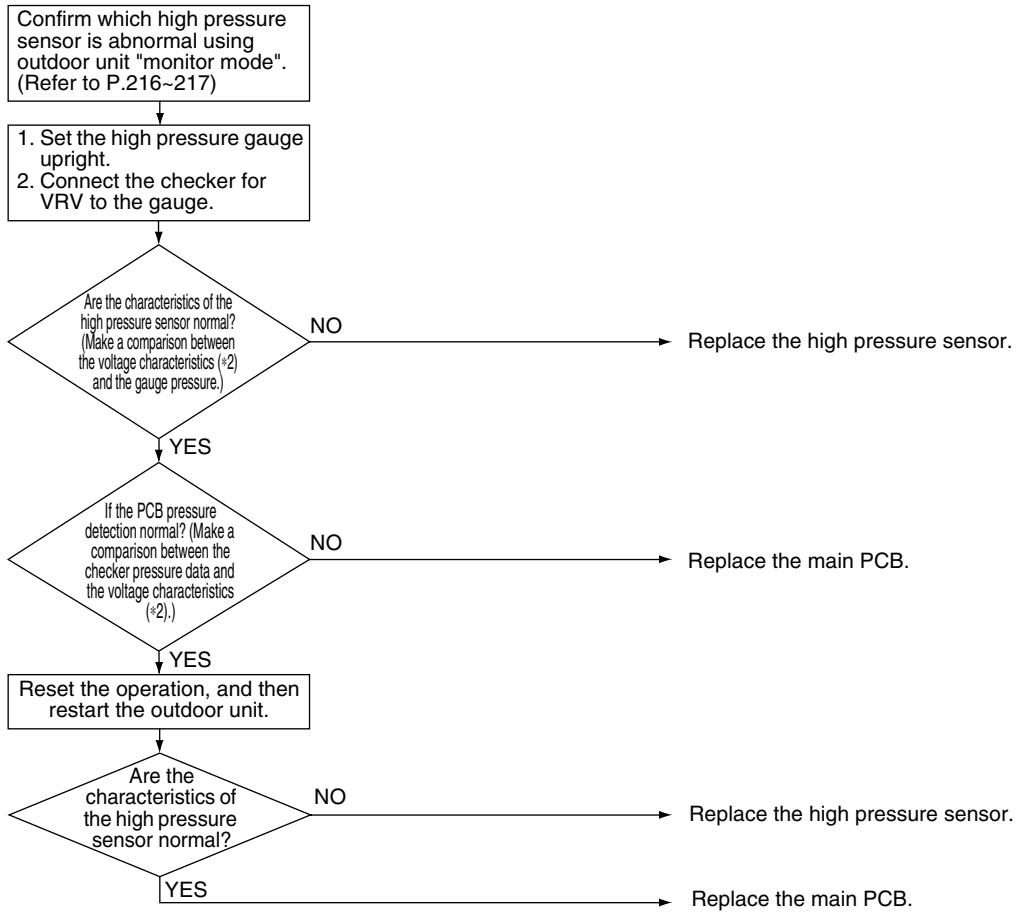 Confirm which high pressure
sensor is abnormal using
outdoor unit "monitor mode".
(Refer to P.216~217)
1. Set the high pressure gauge
upright.
2. Connect the checker for
VRV to the gauge.
Are the characteristics of the
high pressure sensor normal?
(Make a comparison between
the voltage characteristics (*2)
and the gauge pressure.)
NO
Replace the high pressure sensor.
YES
If the PCB pressure
detection normal? (Make a
comparison between the
checker pressure data and
the voltage characteristics
(*2).)
NO
Replace the main PCB.
YES
Reset the operation, and then
restart the outdoor unit.
Are the
characteristics of
the high pressure
sensor normal?
NO
Replace the high pressure sensor.
YES
Replace the main PCB.